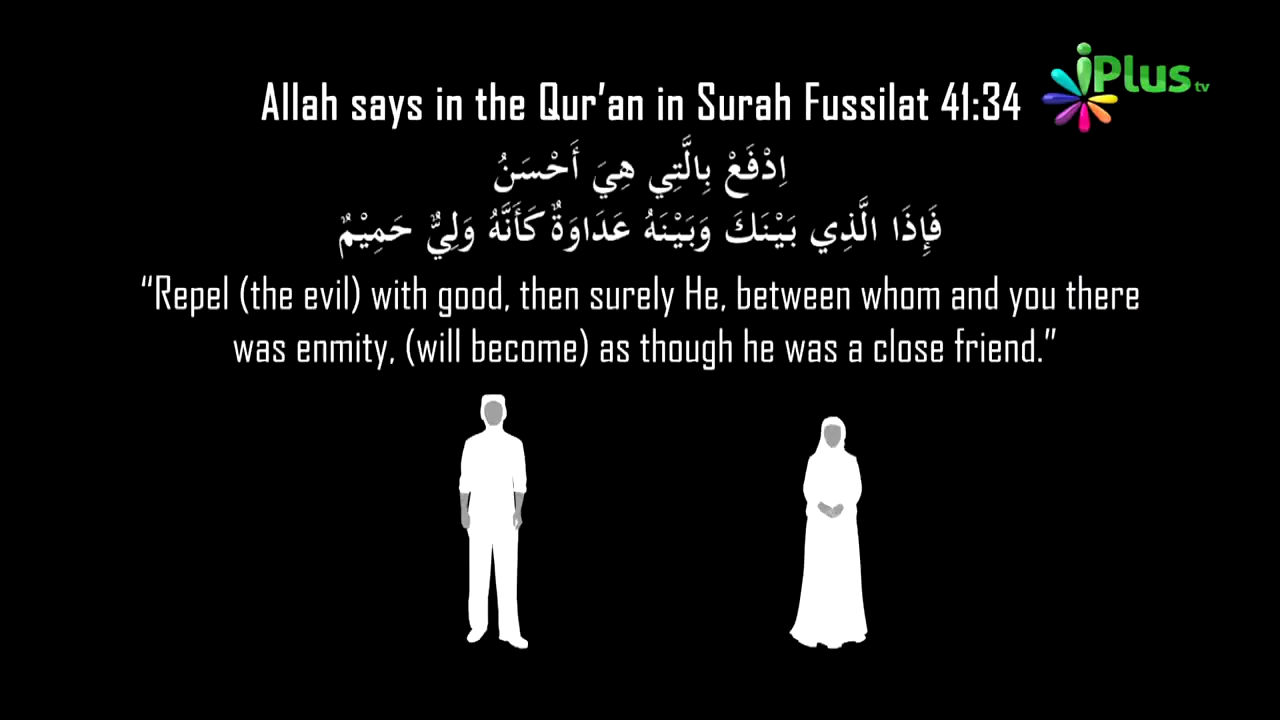 iPlus tv
Allah says in the Qur’an in Surah Fussilat 41:34
اِدْفَعْ بِالَّتِي هِيَ أَحْسَنُ
فَإِذَا الَّذِي بَيْنَكَ وَبَيْنَهُ عَدَاوَةٌ كَأَنَّهُ وَلِيٌّ حَمِيْمٌ
“Repel (the evil) with good, then surely He, between whom and you there
was enmity, (will become) as though he was a close friend.”